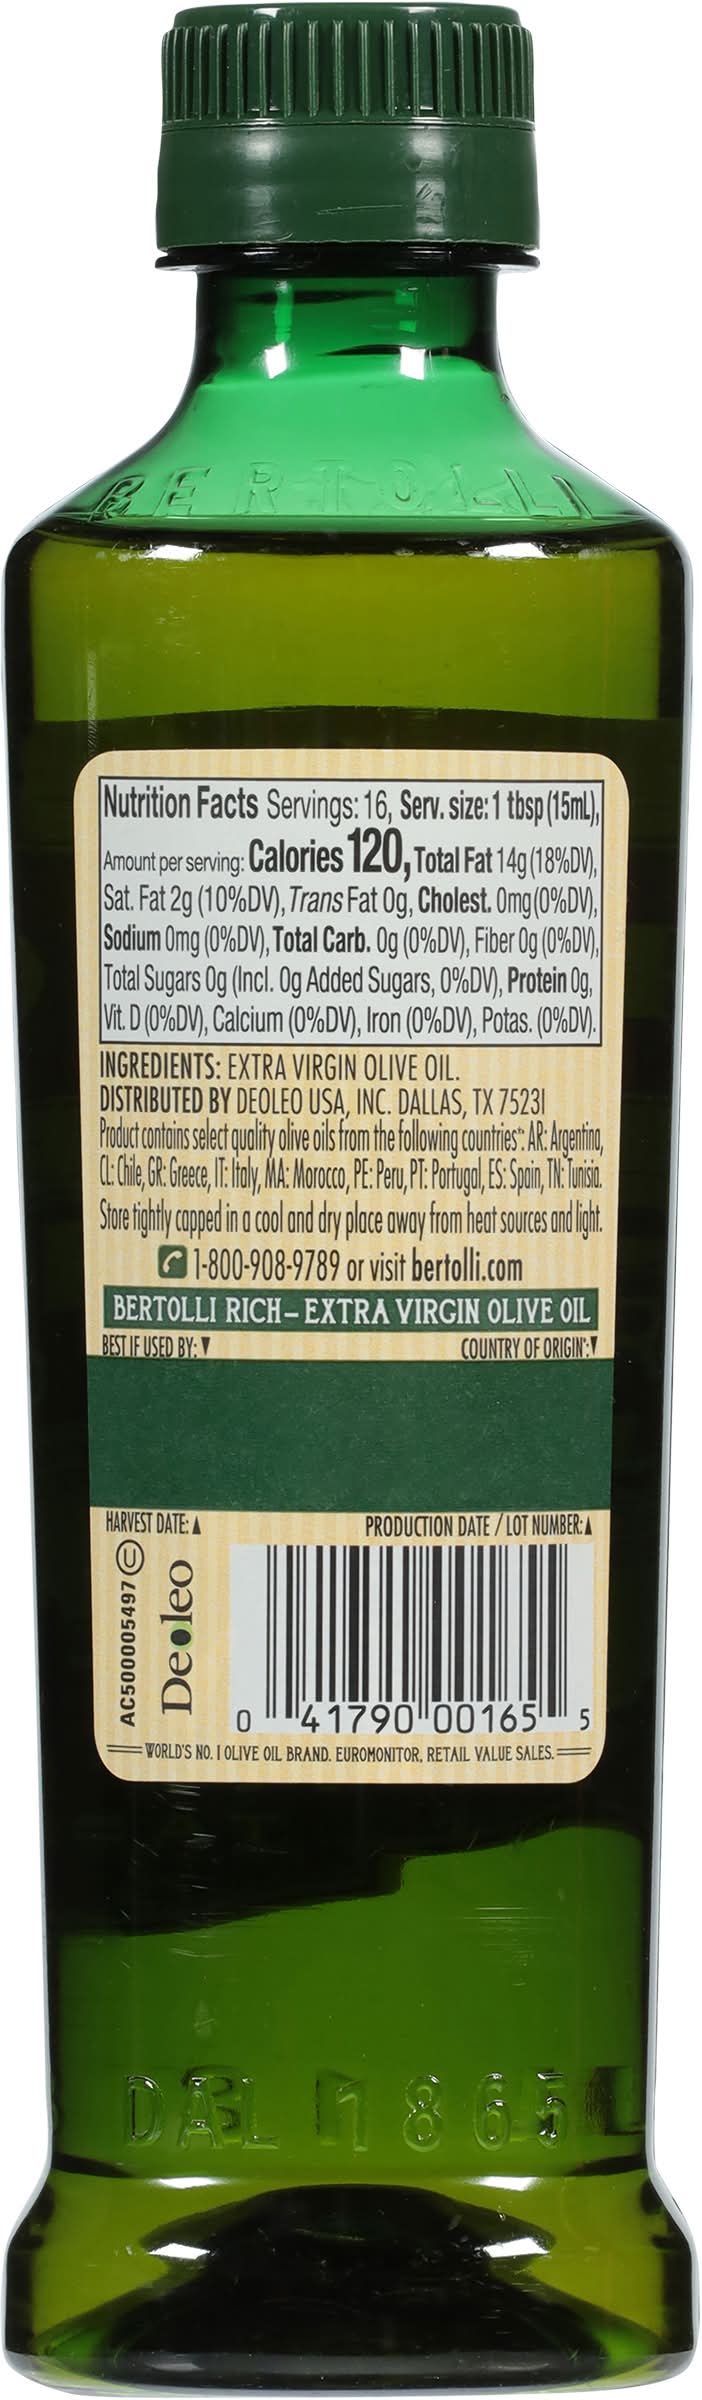 BERTOLLI
Nutrition Facts Servings: 16, Serv. size: 1 tbsp (15mL),
Amount per serving: Calories 120, Total Fat 14g (18%DV),
Sat. Fat 2g (10%DV), Trans Fat 0g, Cholest. 0mg (0%DV),
Sodium 0mg (0%DV), Total Carb. 0g (0%DV), Fiber 0g (0%DV),
Total Sugars 0g (Incl. 0g Added Sugars, 0%DV), Protein 0g,
Vit. D (0%DV), Calcium (0%DV), Iron (0%DV), Potas. (0%DV).
INGREDIENTS: EXTRA VIRGIN OLIVE OIL.
DISTRIBUTED BY DEOLEO USA, INC. DALLAS, TX 75231
Product contains select quality olive oils from the following countries*: AR: Argentina,
CL: Chile, GR: Greece, IT: Italy, MA: Morocco, PE: Peru, PT: Portugal, ES: Spain, TN: Tunisia.
Store tightly capped in a cool and dry place away from heat sources and light.
1-800-908-9789 or visit bertolli.com
BERTOLLI RICH – EXTRA VIRGIN OLIVE OIL
BEST IF USED BY: ▼ COUNTRY OF ORIGIN*: ▼
HARVEST DATE: ▲ PRODUCTION DATE / LOT NUMBER: ▲
AC500005497 U
Deoleo
0 41790 00165 5
WORLD'S NO. 1 OLIVE OIL BRAND. EUROMONITOR, RETAIL VALUE SALES.
DAL 1865